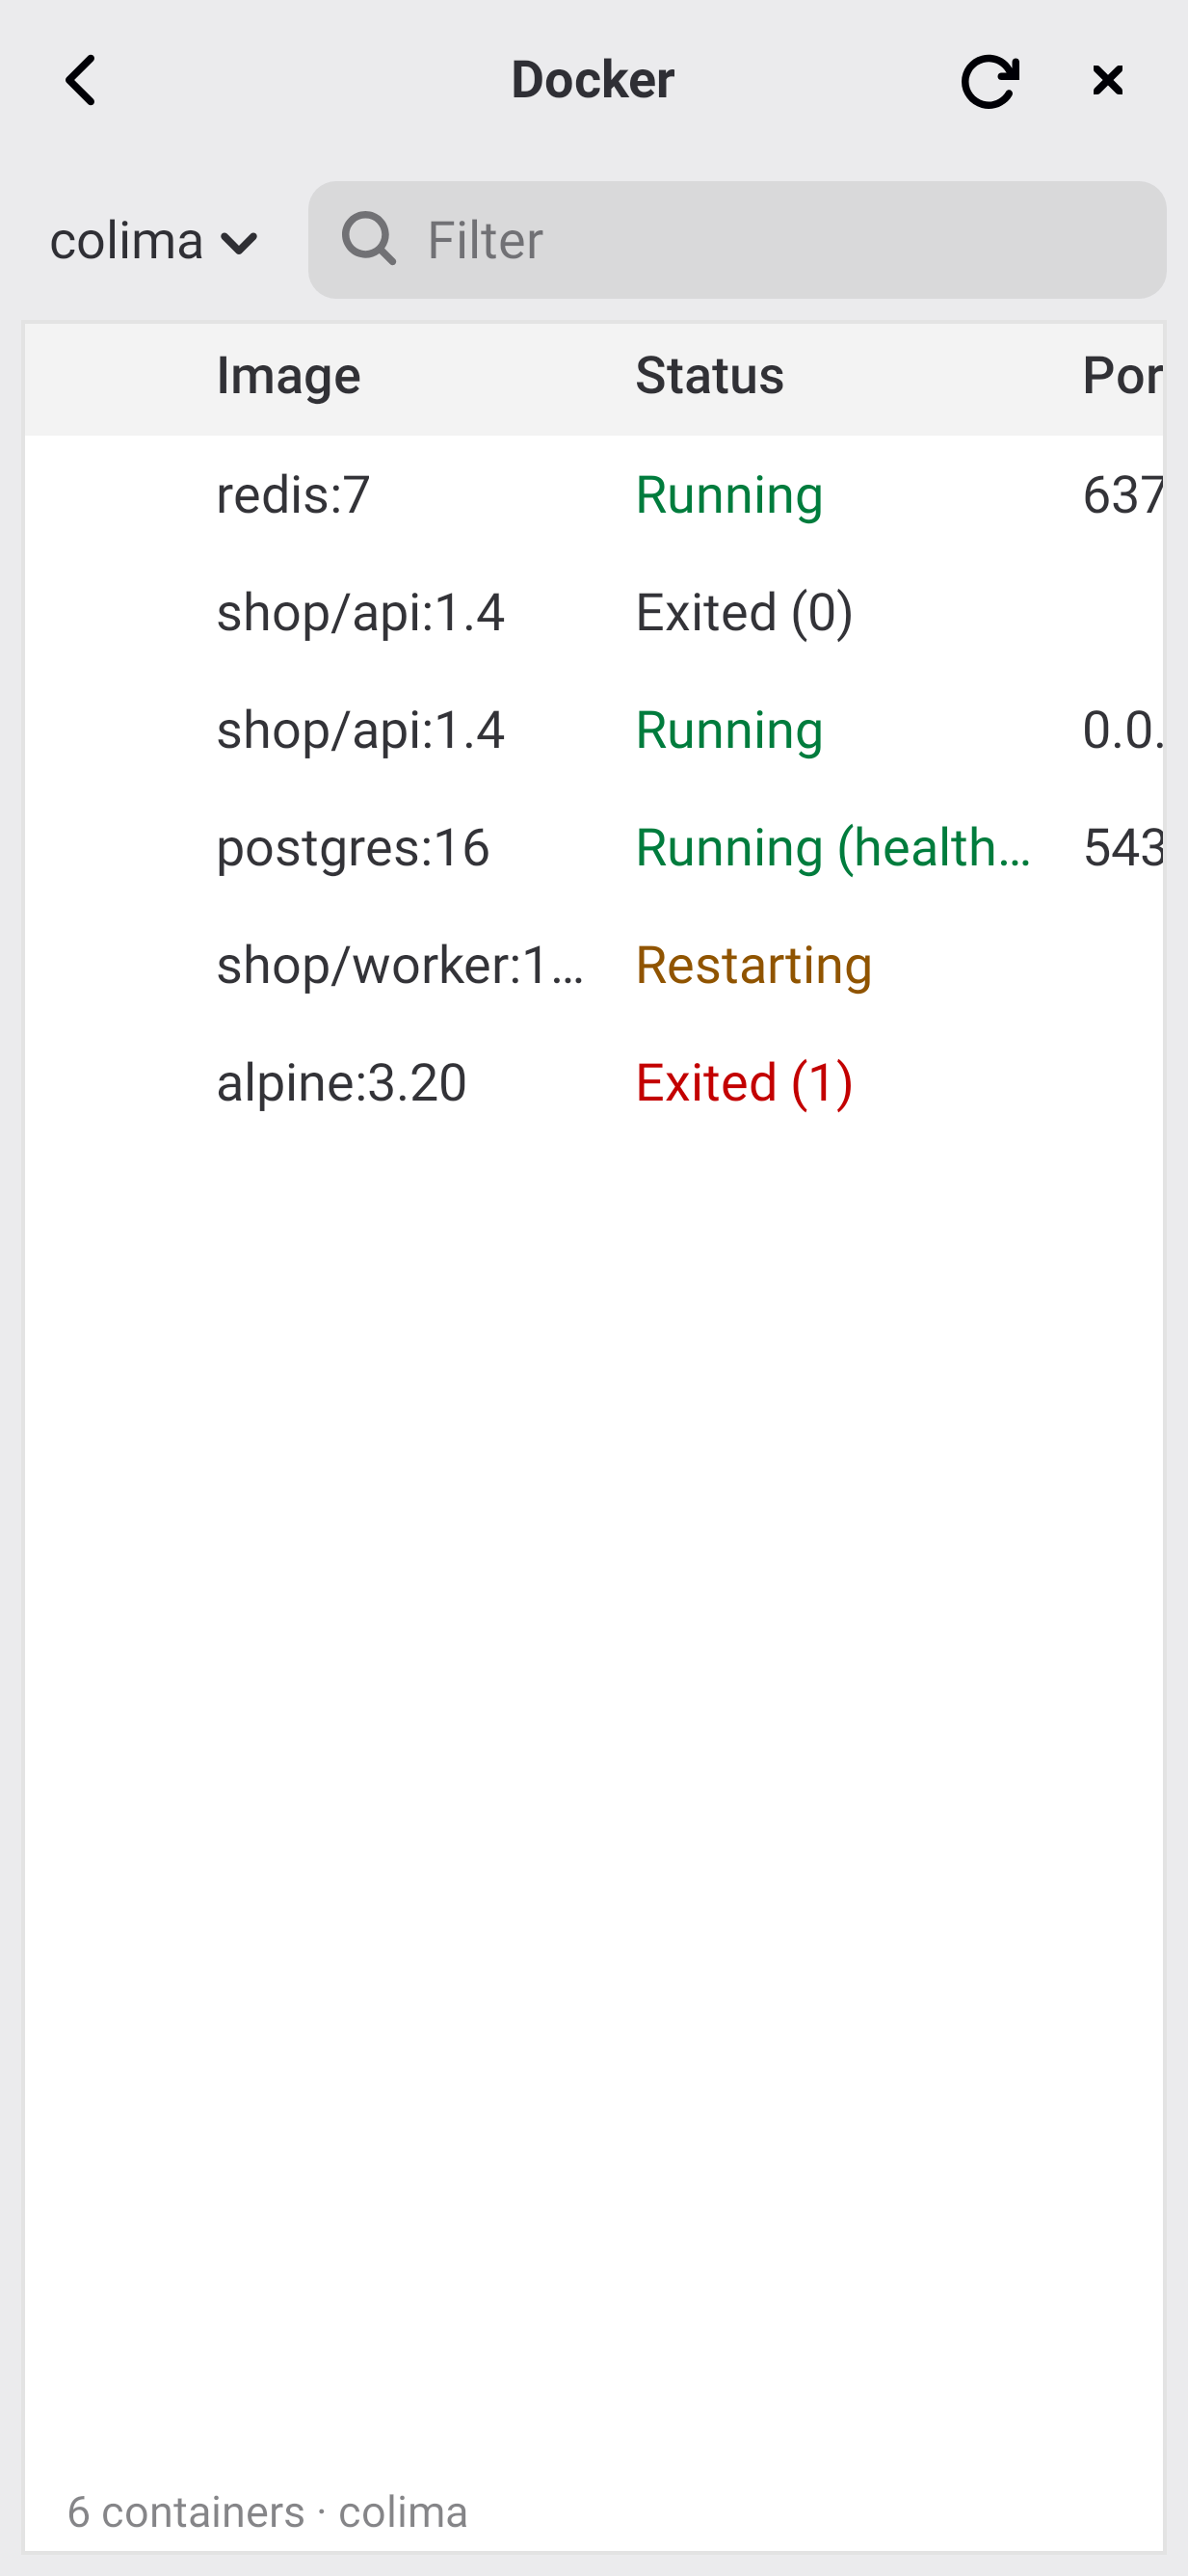 Docker
colima Filter
Image Status Por
redis:7 Running 637
shop/api:1.4 Exited (0)
shop/api:1.4 Running 0.0.
postgres:16 Running (health... 543
shop/worker:1... Restarting
alpine:3.20 Exited (1)
6 containers · colima